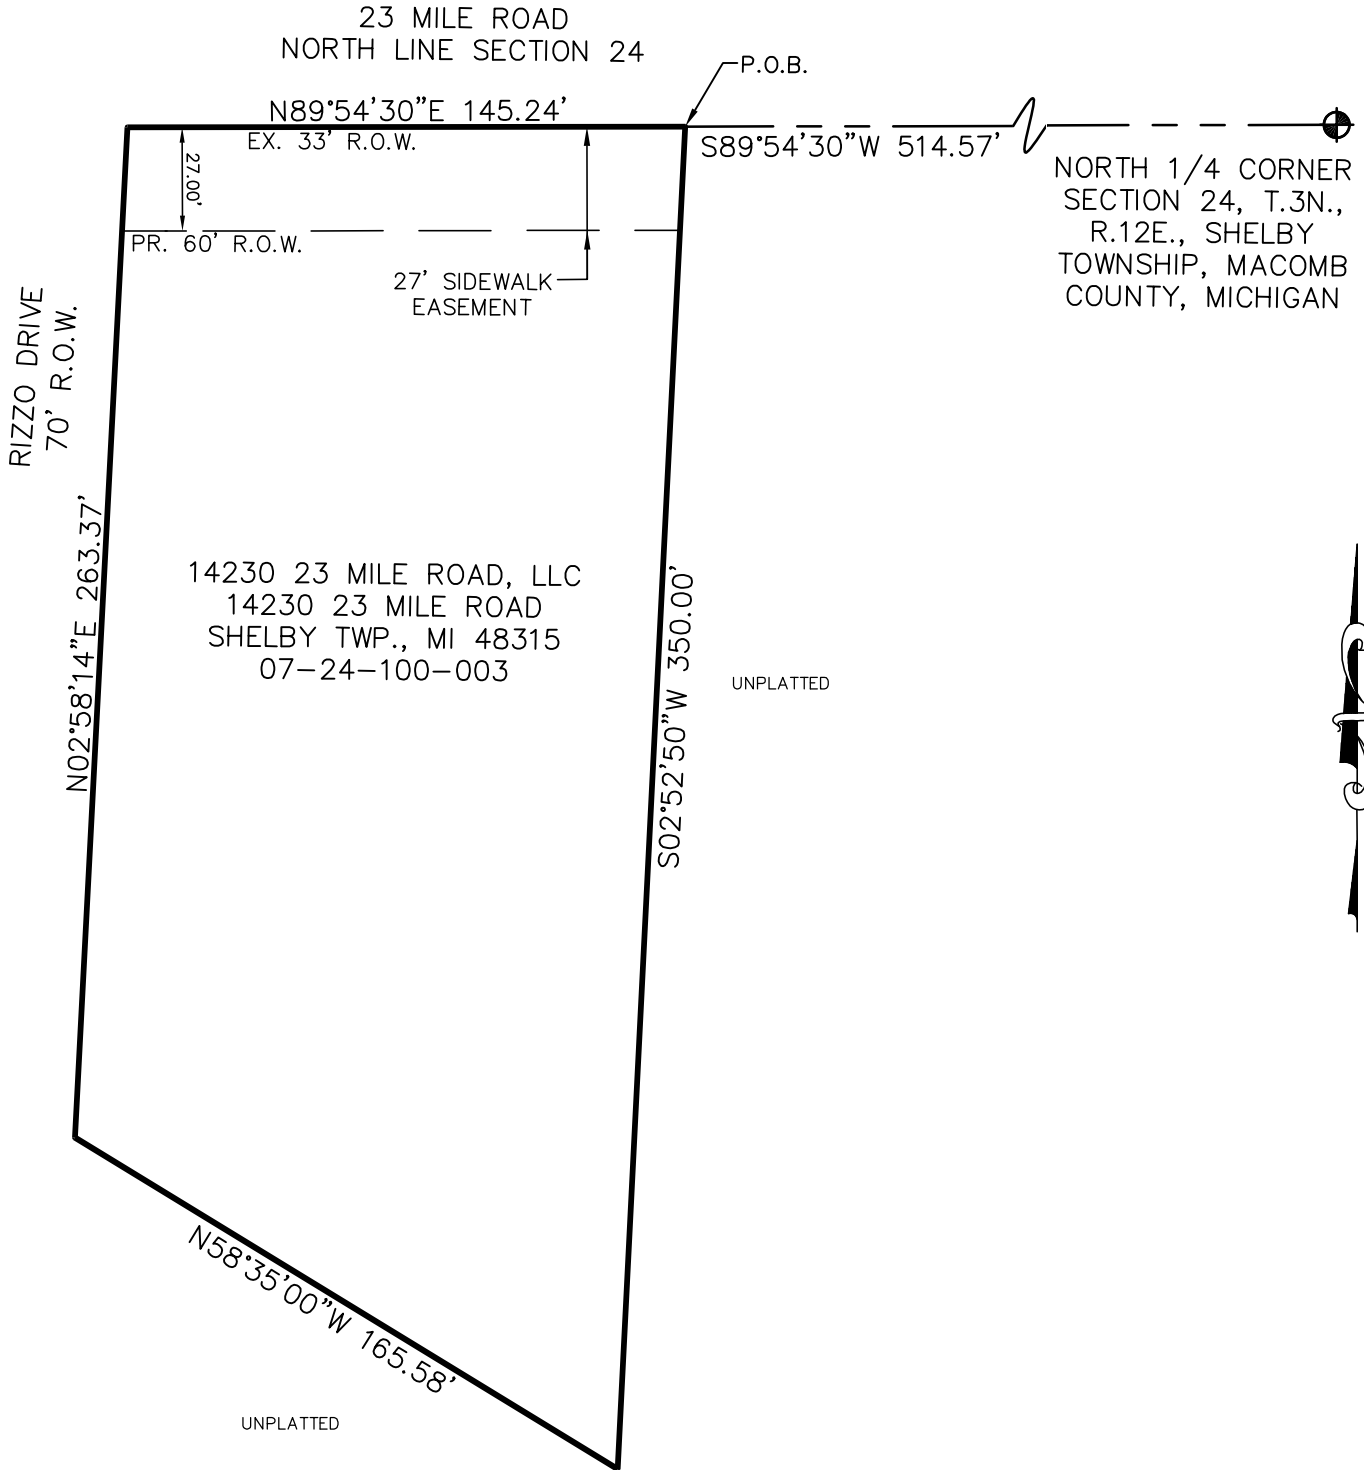 23 MILE ROAD
NORTH LINE SECTION 24
P.O.B.
N89°54'30"E 145.24'
EX. 33' R.O.W.
S89°54'30"W 514.57'
NORTH 1/4 CORNER
SECTION 24, T.3N.,
R.12E., SHELBY
TOWNSHIP, MACOMB
COUNTY, MICHIGAN
27.00'
PR. 60' R.O.W.
27' SIDEWALK
EASEMENT
RIZZO DRIVE
70' R.O.W.
N02°58'14"E 263.37'
14230 23 MILE ROAD, LLC
14230 23 MILE ROAD
SHELBY TWP., MI 48315
07-24-100-003
S02°52'50"W 350.00'
UNPLATTED
N58°35'00"W 165.58'
UNPLATTED